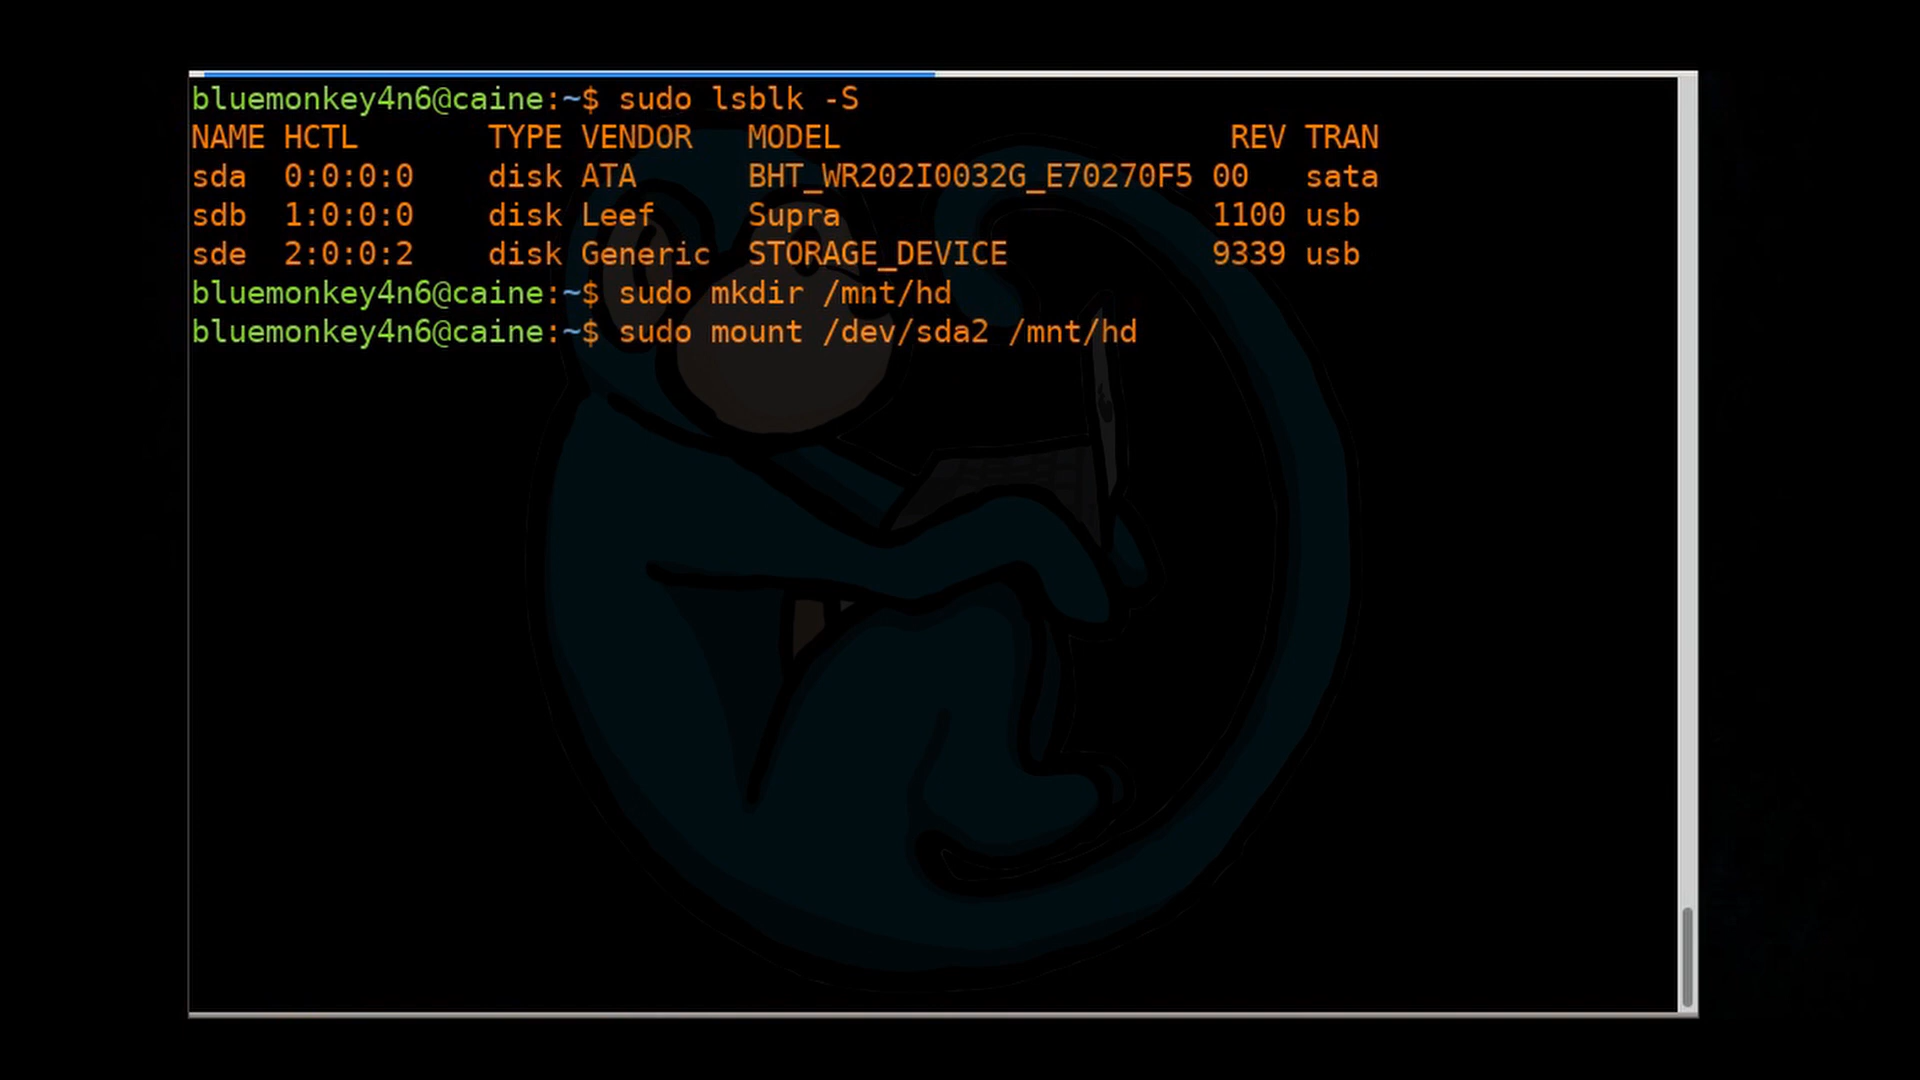 bluemonkey4n6@caine:~$ sudo lsblk -S
NAME HCTL       TYPE VENDOR   MODEL                     REV TRAN
sda  0:0:0:0    disk ATA      BHT_WR202I0032G_E70270F5 00   sata
sdb  1:0:0:0    disk Leef     Supra                    1100 usb
sde  2:0:0:2    disk Generic  STORAGE_DEVICE           9339 usb
bluemonkey4n6@caine:~$ sudo mkdir /mnt/hd
bluemonkey4n6@caine:~$ sudo mount /dev/sda2 /mnt/hd